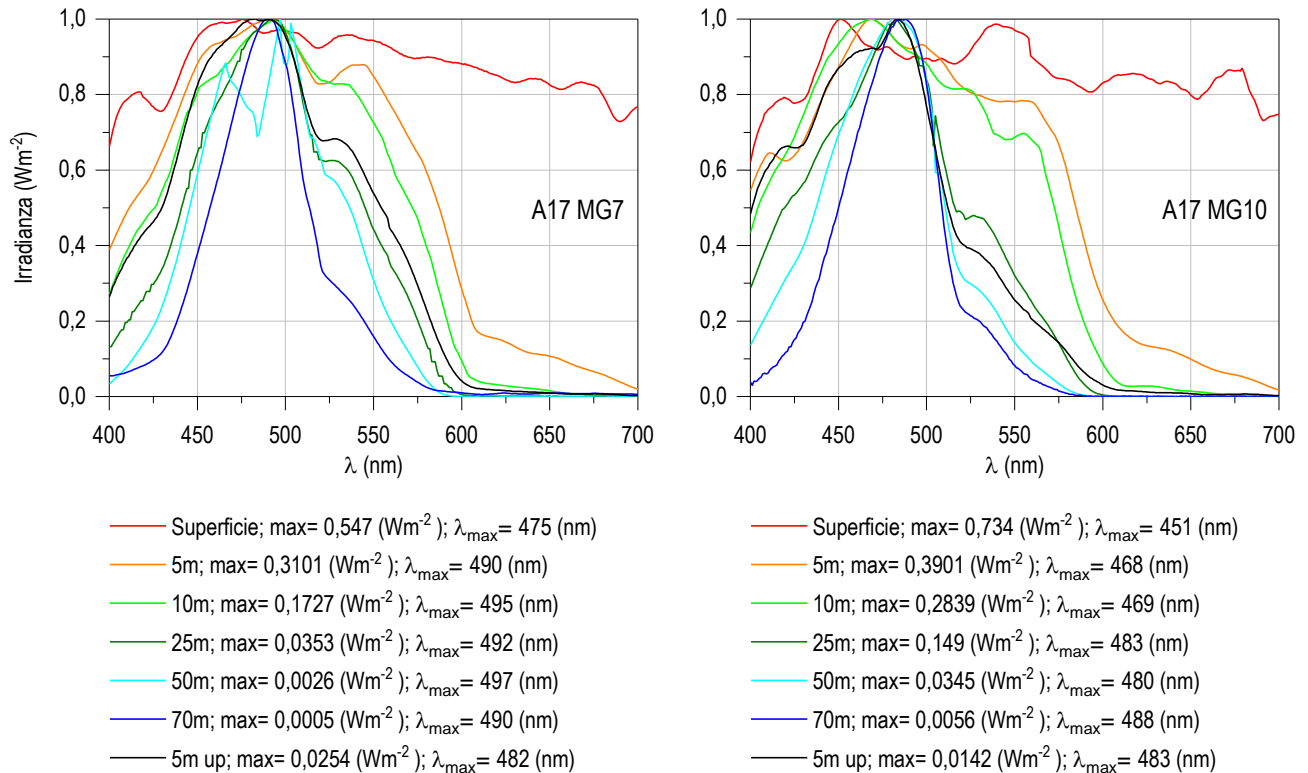 1,0
0,8
0,6
0,4
0,2
0,0
Irradianza (Wm-2)
A17 MG7
400 450 500 550 600 650 700
λ (nm)
1,0
0,8
0,6
0,4
0,2
0,0
A17 MG10
400 450 500 550 600 650 700
λ (nm)
Superficie; max= 0,547 (Wm-2 ); λmax= 475 (nm)
5m; max= 0,3101 (Wm-2 ); λmax= 490 (nm)
10m; max= 0,1727 (Wm-2 ); λmax= 495 (nm)
25m; max= 0,0353 (Wm-2 ); λmax= 492 (nm)
50m; max= 0,0026 (Wm-2 ); λmax= 497 (nm)
70m; max= 0,0005 (Wm-2 ); λmax= 490 (nm)
5m up; max= 0,0254 (Wm-2 ); λmax= 482 (nm)
Superficie; max= 0,734 (Wm-2 ); λmax= 451 (nm)
5m; max= 0,3901 (Wm-2 ); λmax= 468 (nm)
10m; max= 0,2839 (Wm-2 ); λmax= 469 (nm)
25m; max= 0,149 (Wm-2 ); λmax= 483 (nm)
50m; max= 0,0345 (Wm-2 ); λmax= 480 (nm)
70m; max= 0,0056 (Wm-2 ); λmax= 488 (nm)
5m up; max= 0,0142 (Wm-2 ); λmax= 483 (nm)